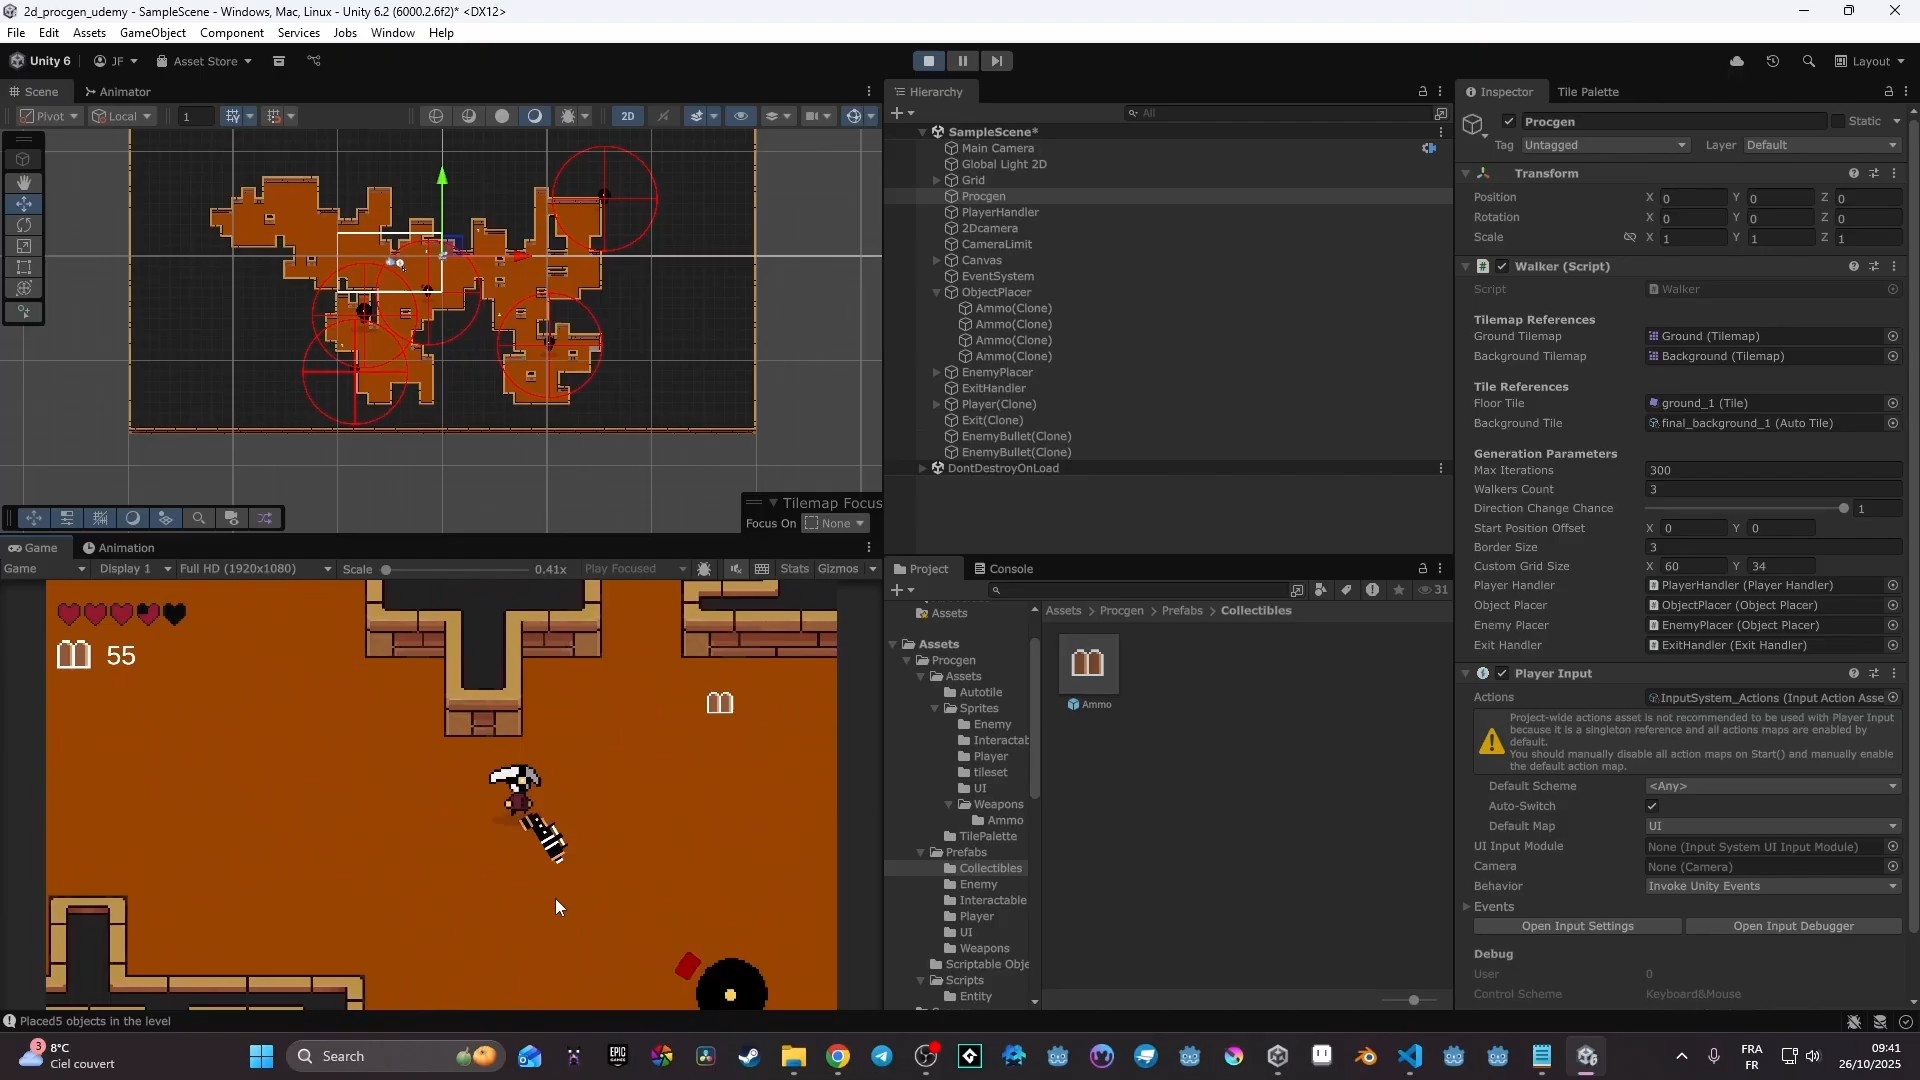 2d_procgen_udemy - SampleScene - Windows, Mac, Linux - Unity 6.2 (6000.2.6f2)* <DX12>
File Edit Assets GameObject Component Services Jobs Window Help
Unity 6 JF Asset Store Layout
Scene Animator
Pivot Local 1 2D
Tilemap Focus
Focus On None
Game Animation
Game Display 1 Full HD (1920x1080) Scale 0.41x Play Focused Stats Gizmos
55
Placed5 objects in the level
Hierarchy
All
SampleScene*
Main Camera
Global Light 2D
Grid
Procgen
PlayerHandler
2Dcamera
CameraLimit
Canvas
EventSystem
ObjectPlacer
Ammo(Clone)
Ammo(Clone)
Ammo(Clone)
Ammo(Clone)
EnemyPlacer
ExitHandler
Player(Clone)
Exit(Clone)
EnemyBullet(Clone)
EnemyBullet(Clone)
DontDestroyOnLoad
Project Console
31
Assets
Assets
Procgen
Assets
Autotile
Sprites
Enemy
Interactat
Player
tileset
UI
Weapons
Ammo
TilePalette
Prefabs
Collectibles
Enemy
Interactable
Player
UI
Weapons
Scriptable Obje
Scripts
Entity
Assets > Procgen > Prefabs > Collectibles
Ammo
Inspector Tile Palette
Procgen Static
Tag Untagged Layer Default
Transform
Position X 0 Y 0 Z 0
Rotation X 0 Y 0 Z 0
Scale X 1 Y 1 Z 1
Walker (Script)
Script Walker
Tilemap References
Ground Tilemap Ground (Tilemap)
Background Tilemap Background (Tilemap)
Tile References
Floor Tile ground_1 (Tile)
Background Tile final_background_1 (Auto Tile)
Generation Parameters
Max Iterations 300
Walkers Count 3
Direction Change Chance 1
Start Position Offset X 0 Y 0
Border Size 3
Custom Grid Size X 60 Y 34
Player Handler PlayerHandler (Player Handler)
Object Placer ObjectPlacer (Object Placer)
Enemy Placer EnemyPlacer (Object Placer)
Exit Handler ExitHandler (Exit Handler)
Player Input
Actions InputSystem_Actions (Input Action Asse
Project-wide actions asset is not recommended to be used with Player Input
because it is a singleton reference and all actions maps are enabled by
default.
You should manually disable all action maps on Start() and manually enable
the default action map.
Default Scheme <Any>
Auto-Switch
Default Map UI
UI Input Module None (Input System UI Input Module)
Camera None (Camera)
Behavior Invoke Unity Events
Events
Open Input Settings Open Input Debugger
Debug
User 0
Control Scheme Keyboard&Mouse
3
8°C
Ciel couvert
Search
EPIC GAMES
6
FRA
FR
09:41
26/10/2025